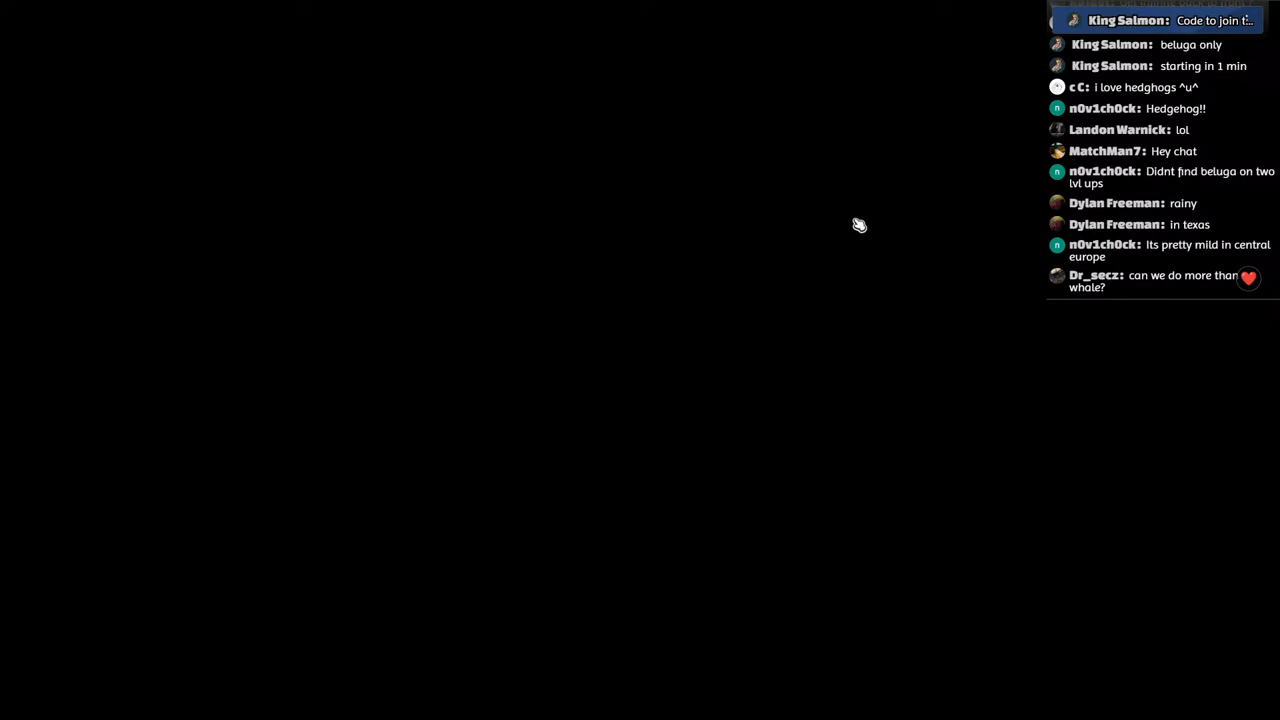 King Salmon: Code to join t...
King Salmon: beluga only
King Salmon: starting in 1 min
c C: i love hedghogs ^u^
n0v1ch0ck: Hedgehog!!
Landon Warnick: lol
MatchMan7: Hey chat
n0v1ch0ck: Didnt find beluga on two
lvl ups
Dylan Freeman: rainy
Dylan Freeman: in texas
n0v1ch0ck: Its pretty mild in central
europe
Dr_secz: can we do more than
whale?